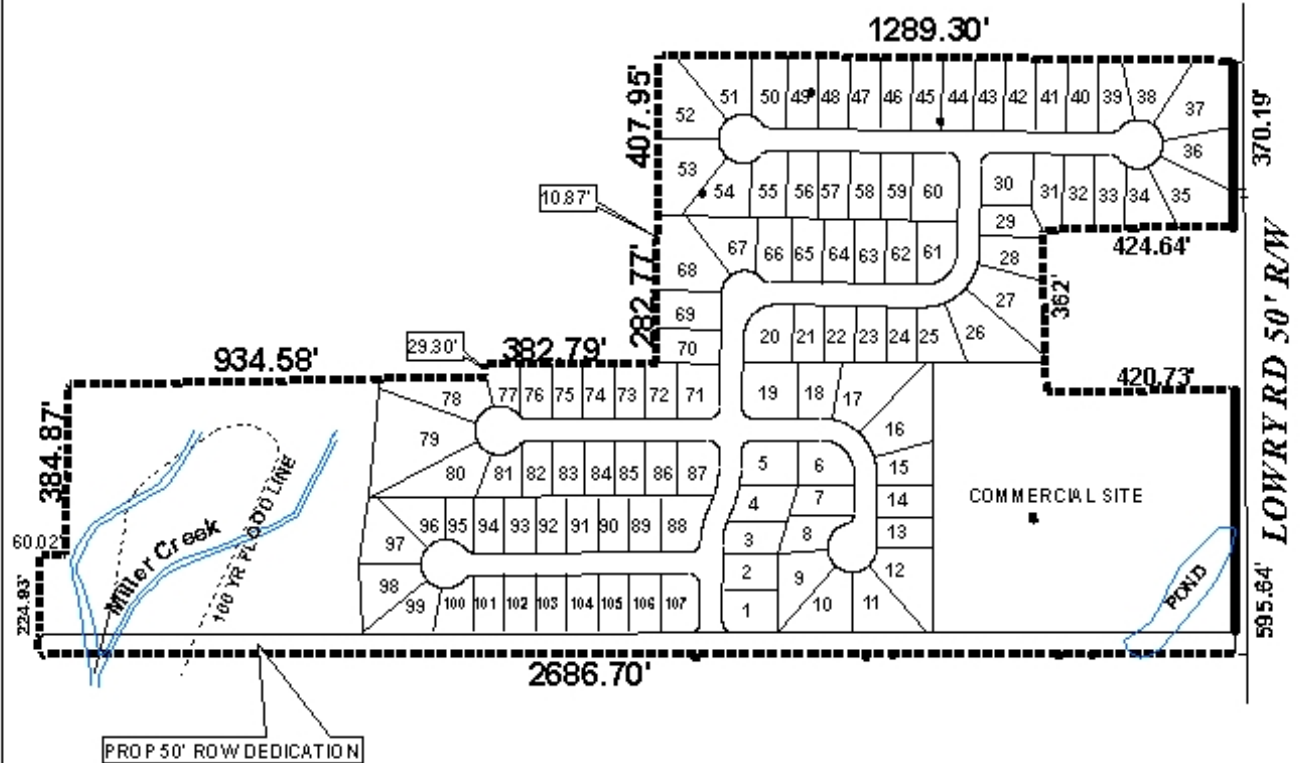 1289.30'
407.95'
370.19'
51 50 49 48 47 46 45 44 43 42 41 40 39 38 37
52
36
53 54 55 56 57 58 59 60 30 31 32 33 34 35
10.87'
29
424.64'
67 66 65 64 63 62 61 28
68
282.77'
27
362'
69
20 21 22 23 24 25 26
70
LOWRY RD 50' R/W
29.30'
382.79'
934.58'
420.73'
78 77 76 75 74 73 72 71 19 18 17
16
384.87'
79
80 81 82 83 84 85 86 87 5 6 15
4 7 14
COMMERCIAL SITE
100 YR FLOOD LINE
Miller Creek
96 95 94 93 92 91 90 89 88 3 8 13
97
60.02'
98 2 9 12
99 100 101 102 103 104 105 106 107 1 10 11
POND
224.93'
595.64'
2686.70'
PROP 50' ROW DEDICATION